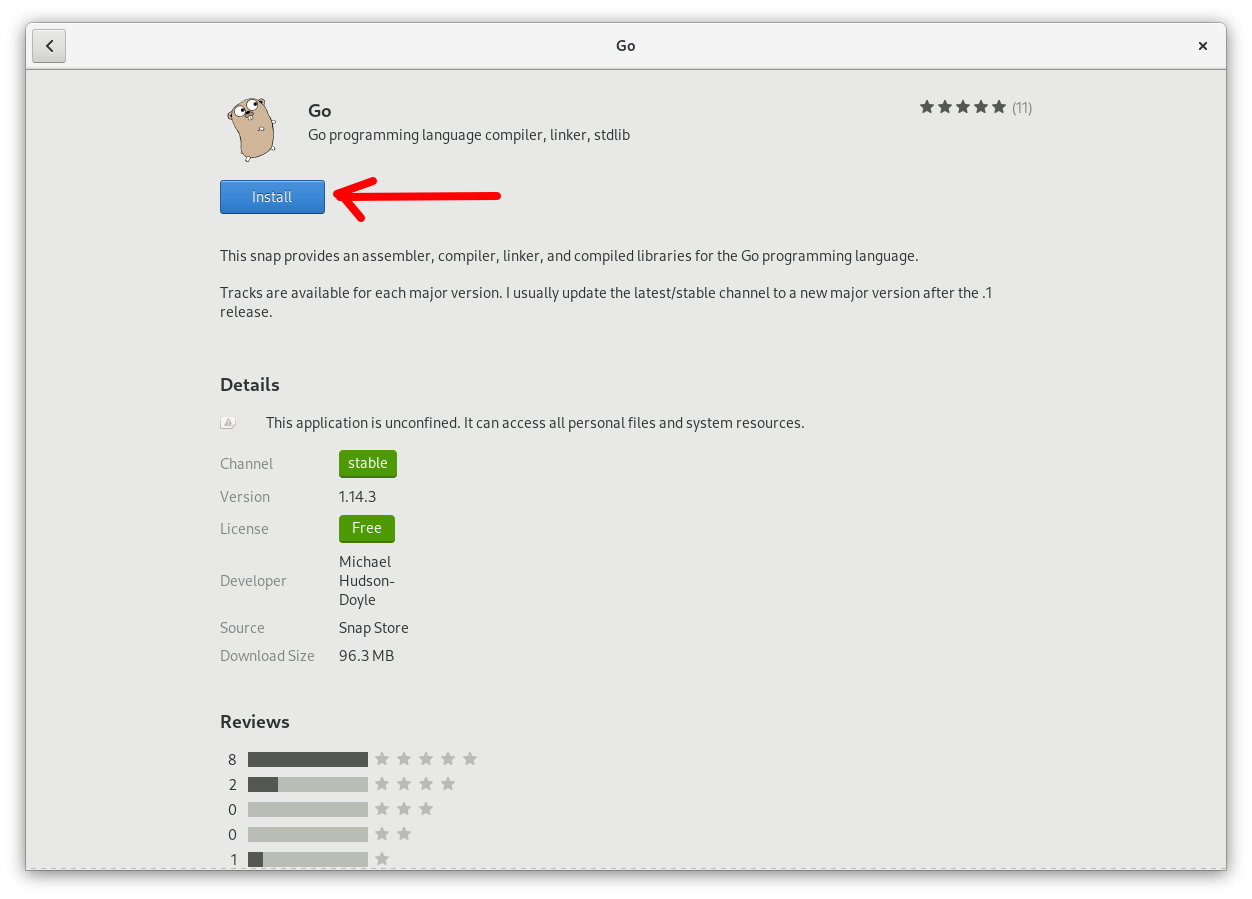 Go
Go
(11)
Go programming language compiler, linker, stdlib
Install
This snap provides an assembler, compiler, linker, and compiled libraries for the Go programming language.
Tracks are available for each major version. I usually update the latest/stable channel to a new major version after the .1
release.
Details
This application is unconfined. It can access all personal files and system resources.
Channel stable
Version 1.14.3
License Free
Developer Michael
Hudson-
Doyle
Source Snap Store
Download Size 96.3 MB
Reviews
8
2
0
0
1